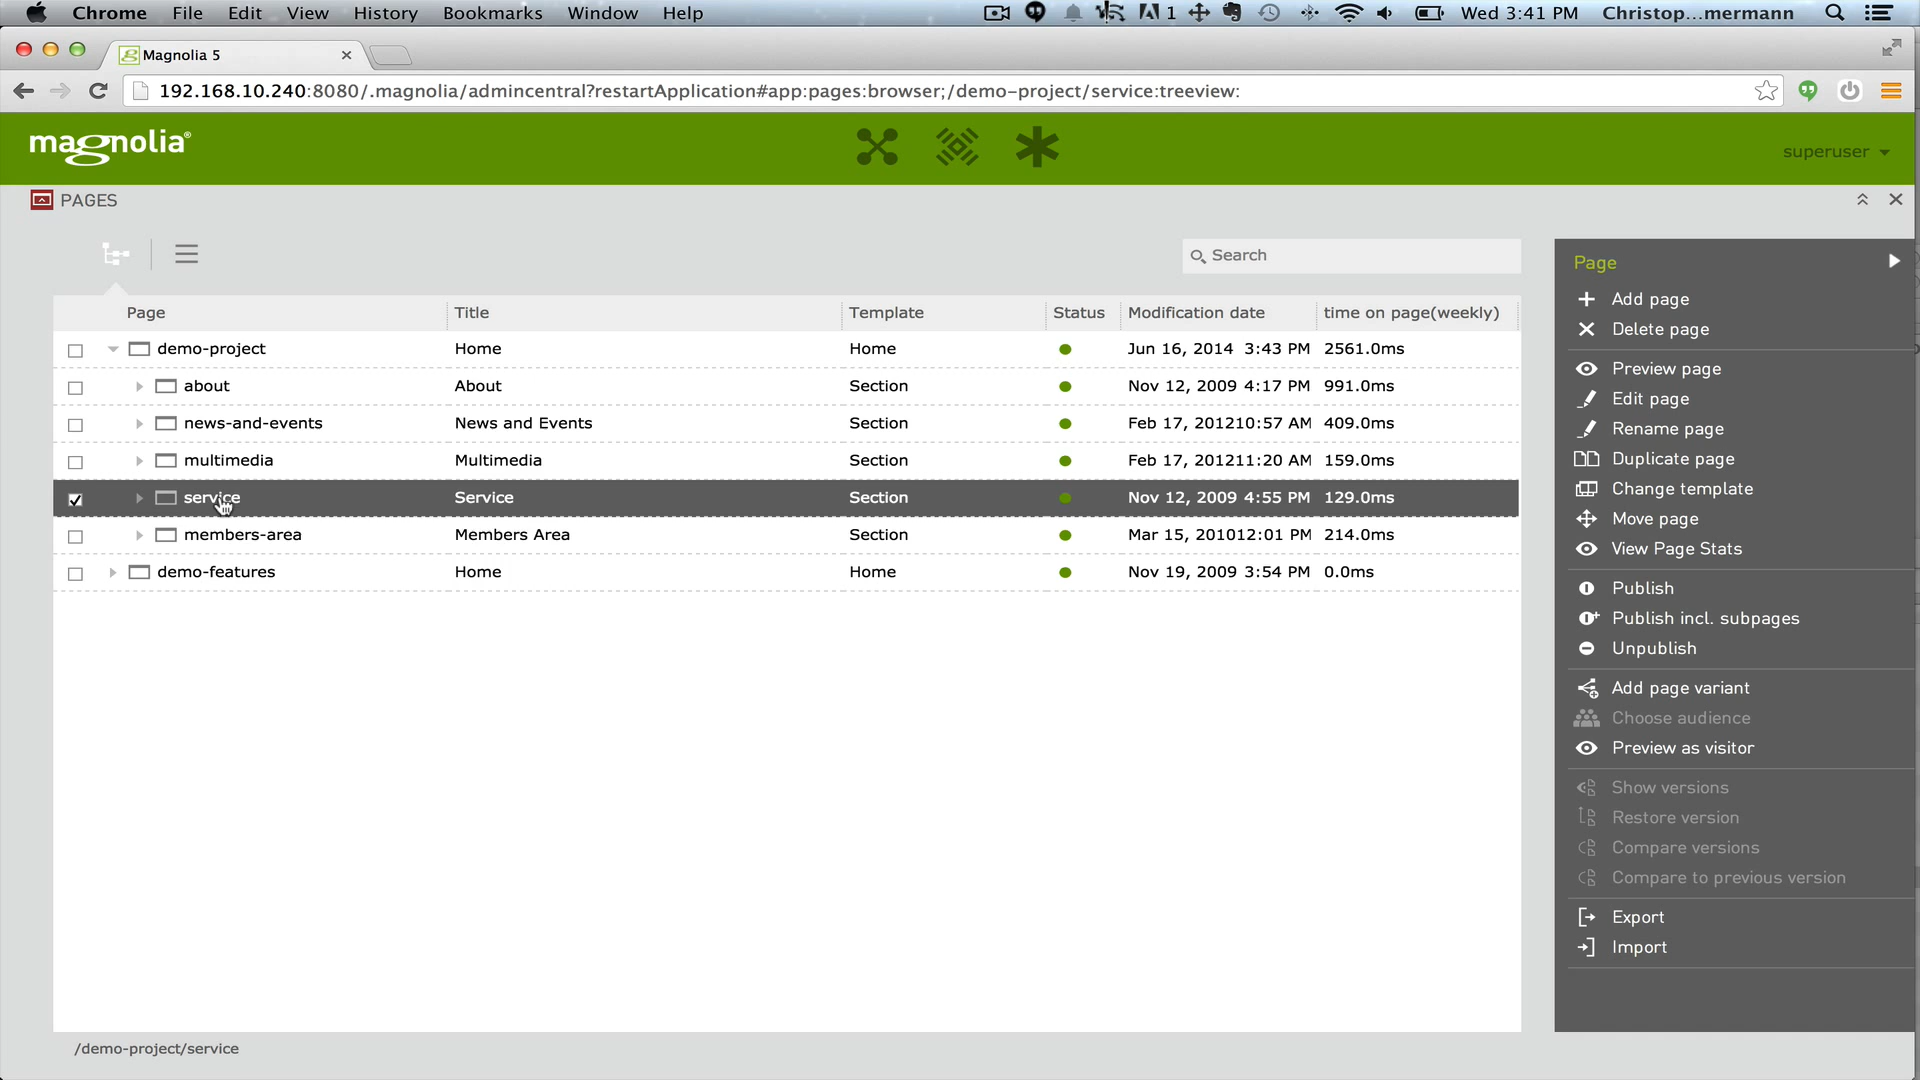 Chrome File Edit View History Bookmarks Window Help 1 Wed 3:41 PM Christop...mermann
Magnolia 5
192.168.10.240:8080/.magnolia/admincentral?restartApplication#app:pages:browser;/demo-project/service:treeview:
magnolia®
superuser
PAGES
Search
Page Title Template Status Modification date time on page(weekly)
demo-project Home Home Jun 16, 2014 3:43 PM 2561.0ms
about About Section Nov 12, 2009 4:17 PM 991.0ms
news-and-events News and Events Section Feb 17, 201210:57 AM 409.0ms
multimedia Multimedia Section Feb 17, 201211:20 AM 159.0ms
service Service Section Nov 12, 2009 4:55 PM 129.0ms
members-area Members Area Section Mar 15, 201012:01 PM 214.0ms
demo-features Home Home Nov 19, 2009 3:54 PM 0.0ms
/demo-project/service
Page
Add page
Delete page
Preview page
Edit page
Rename page
Duplicate page
Change template
Move page
View Page Stats
Publish
Publish incl. subpages
Unpublish
Add page variant
Choose audience
Preview as visitor
Show versions
Restore version
Compare versions
Compare to previous version
Export
Import